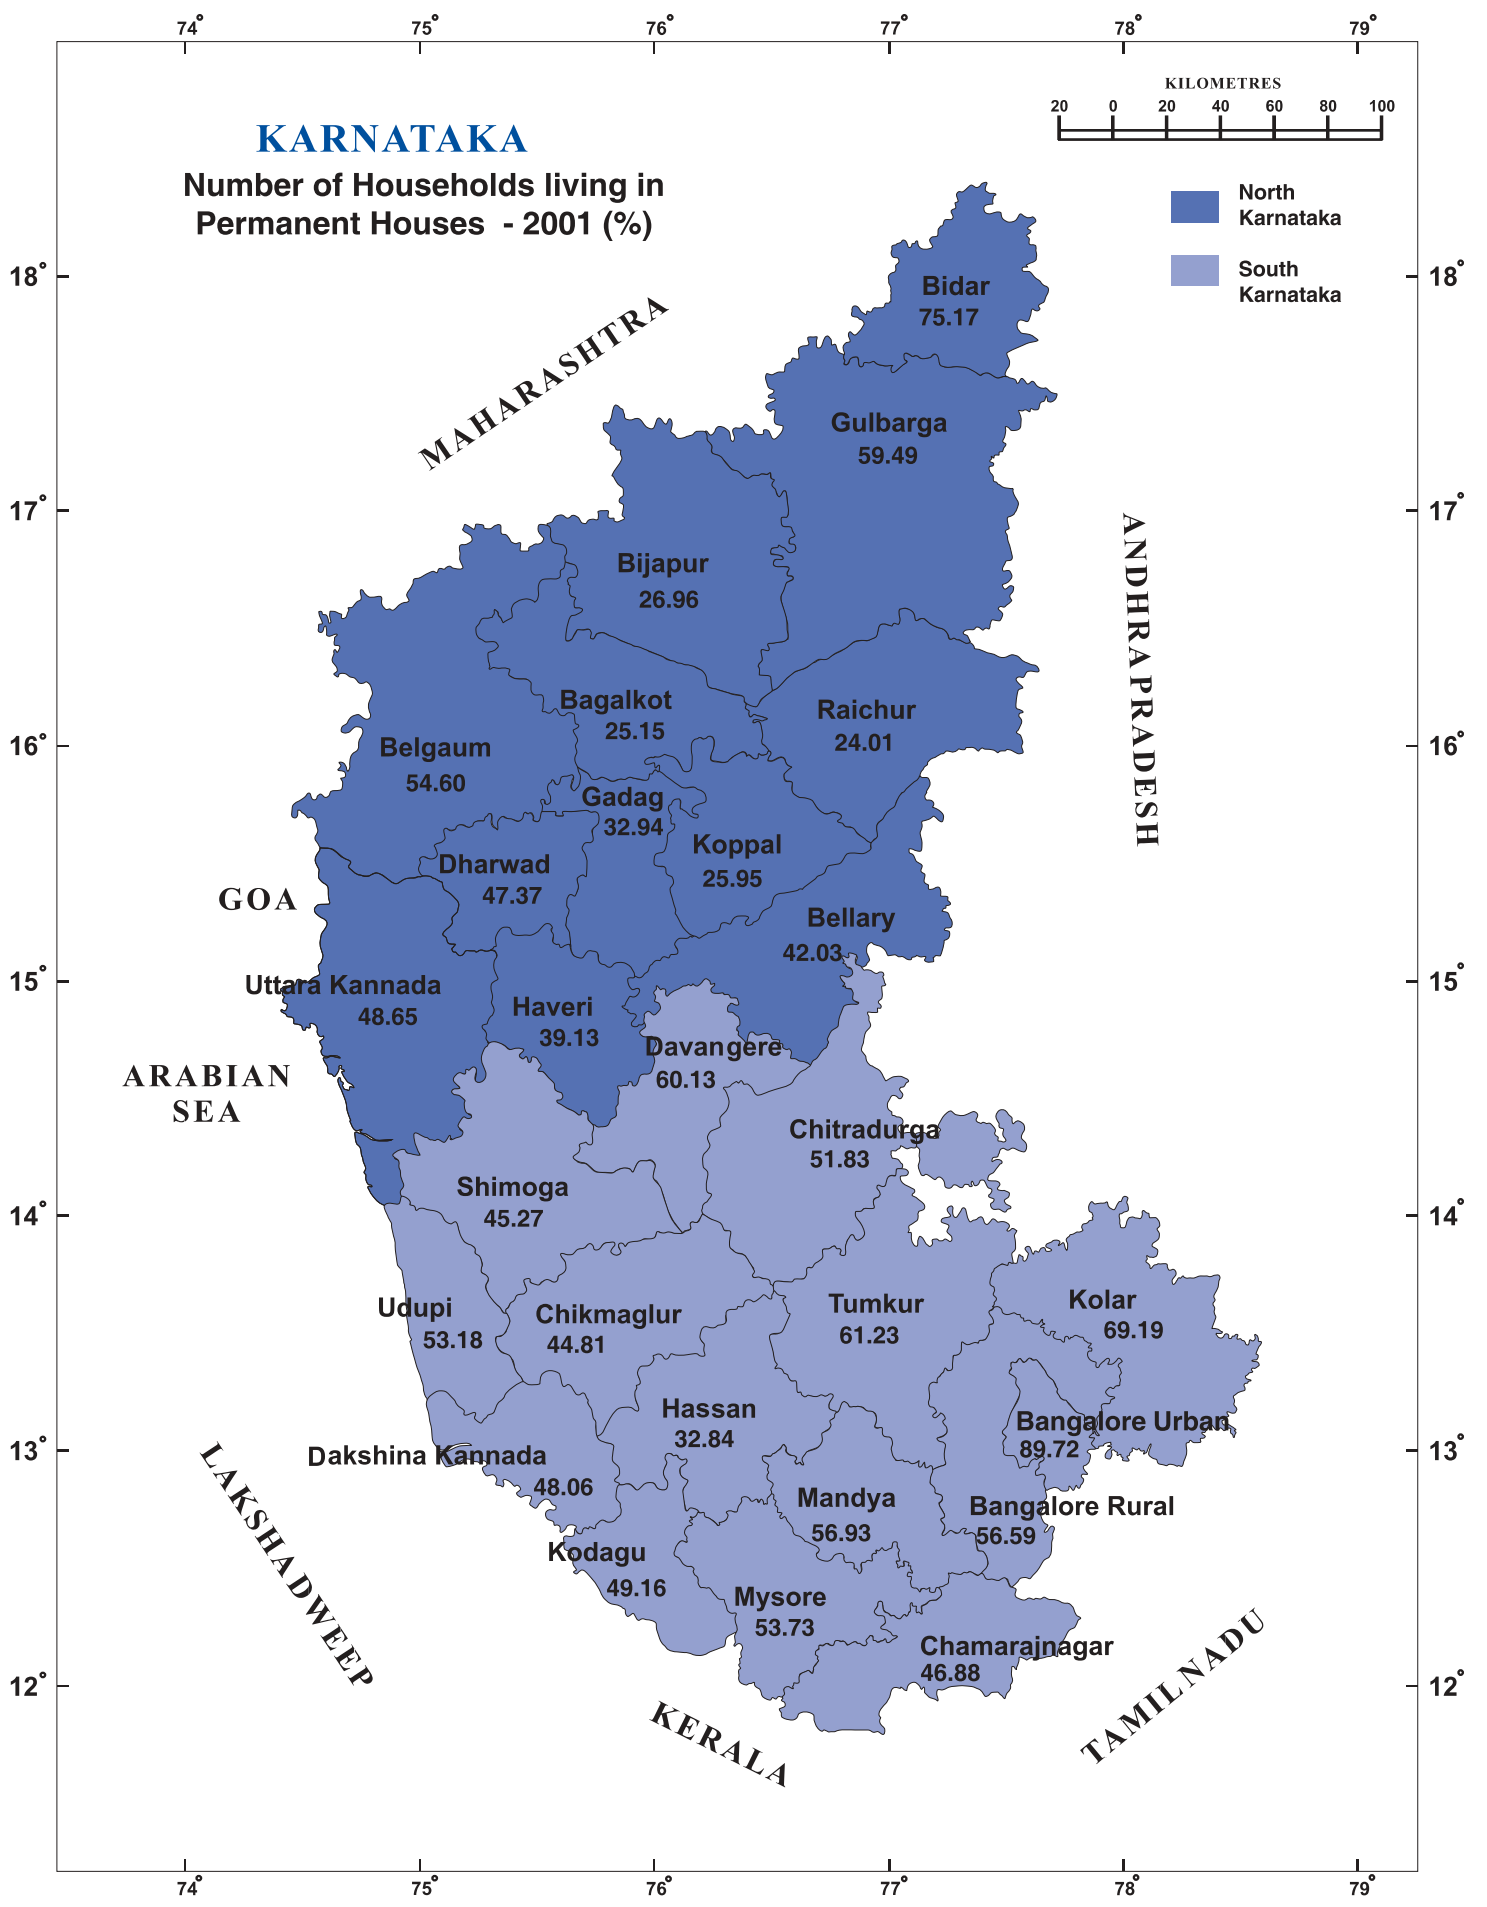 74° 75° 76° 77° 78° 79°
KILOMETRES
20 0 20 40 60 80 100
KARNATAKA
Number of Households living in
Permanent Houses - 2001 (%)
North
Karnataka
South
Karnataka
18° 18°
Bidar
75.17
MAHARASHTRA
Gulbarga
59.49
17° 17°
ANDHRAPRADESH
Bijapur
26.96
Bagalkot
25.15
Raichur
24.01
16° 16°
Belgaum
54.60
Gadag
32.94
Koppal
25.95
Dharwad
47.37
GOA
Bellary
42.03
15° 15°
Uttara Kannada
48.65
Haveri
39.13
Davangere
60.13
ARABIAN
SEA
Chitradurga
51.83
Shimoga
45.27
14° 14°
Udupi
53.18
Chikmaglur
44.81
Tumkur
61.23
Kolar
69.19
Hassan
32.84
Bangalore Urban
89.72
13° 13°
Dakshina Kannada
48.06
LAKSHADWEEP
Mandya
56.93
Bangalore Rural
56.59
Kodagu
49.16
Mysore
53.73
Chamarajnagar
46.88
12° 12°
TAMILNADU
KERALA
74° 75° 76° 77° 78° 79°